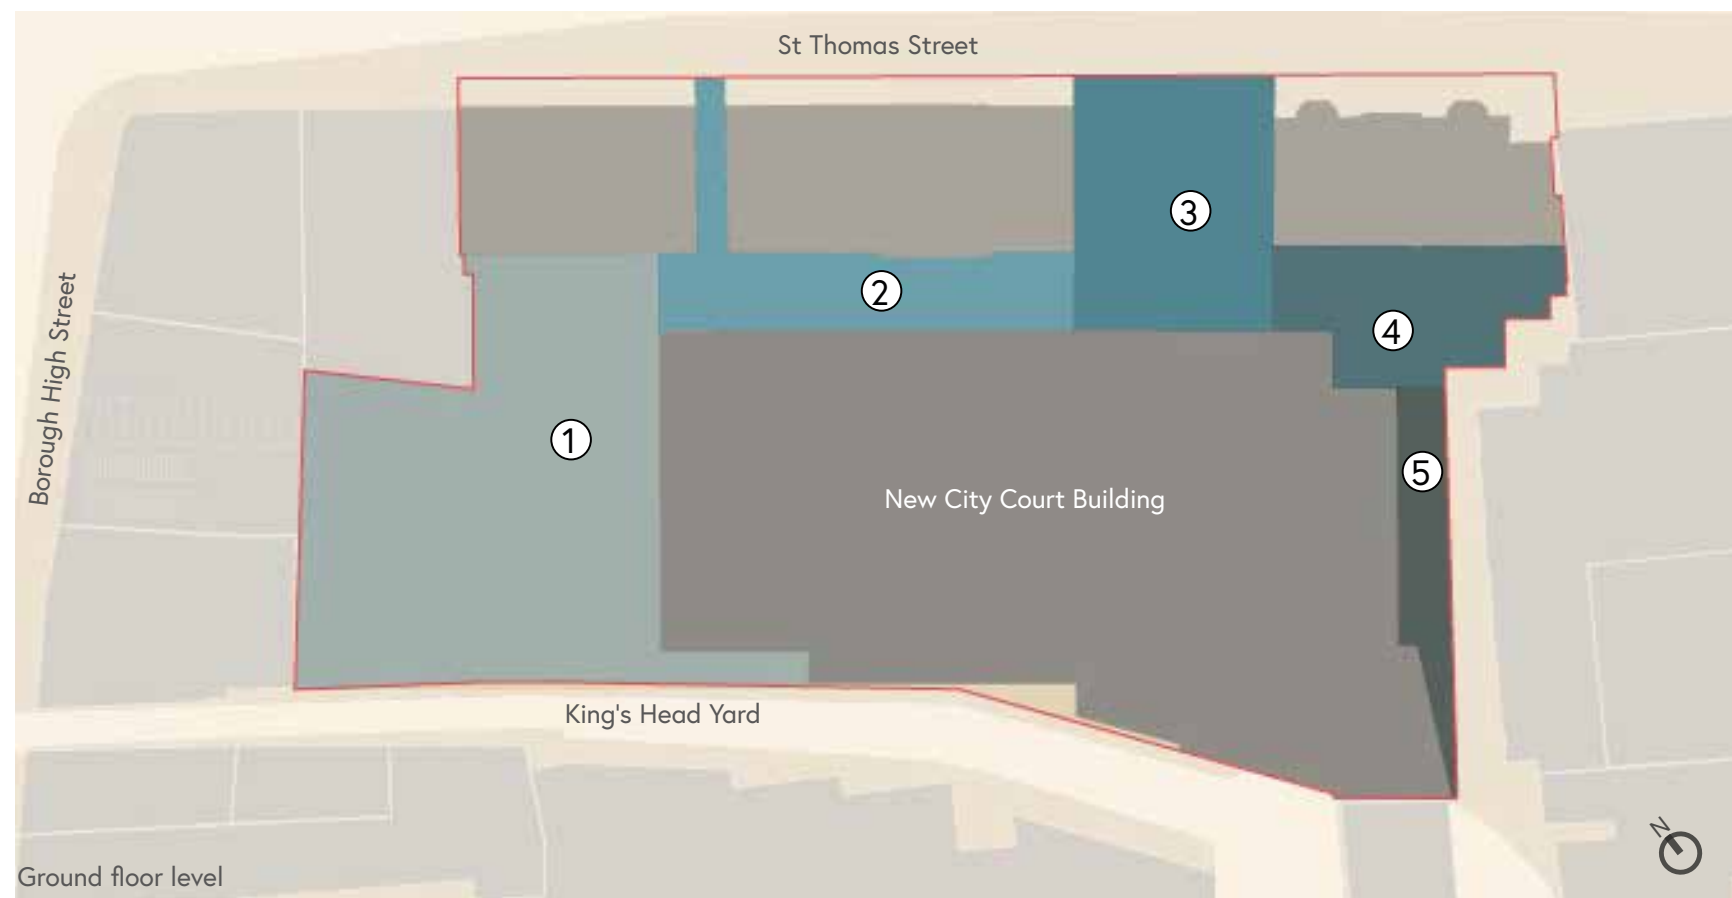 St Thomas Street
3
2
4
Borough High Street
1
5
New City Court Building
King's Head Yard
N
Ground floor level